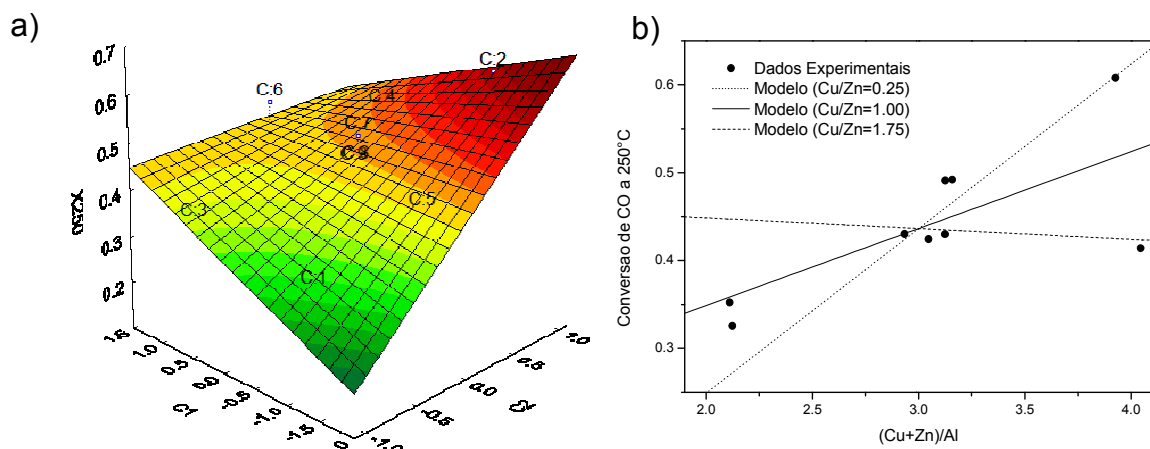 a)
0.7
0.6
0.5
0.4
0.3
0.2
X250
C:6
C:2
C:4
C:7
C:5
C:3
C:1
1.5
1.0
0.5
0.0
-0.5
-1.0
-1.5
C1
-1.0
-0.5
0.0
0.5
1.0
b)
Dados Experimentais
Modelo (Cu/Zn=0.25)
Modelo (Cu/Zn=1.00)
Modelo (Cu/Zn=1.75)
0.6
0.5
0.4
0.3
Conversao de CO a 250°C
2.0 2.5 3.0 3.5 4.0
(Cu+Zn)/Al